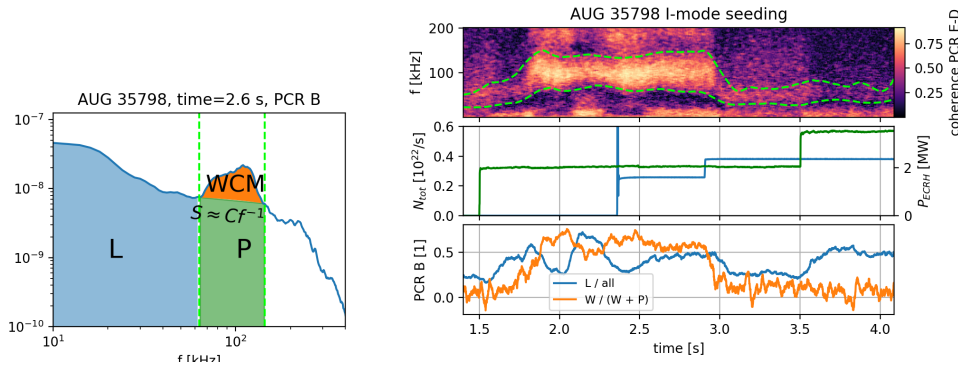 AUG 35798, time=2.6 s, PCR B
10⁻⁷
10⁻⁸
10⁻⁹
10⁻¹⁰
WCM
S ≈ Cf⁻¹
L
P
10¹
10²
f [kHz]
AUG 35798 I-mode seeding
200
100
f [kHz]
0.75
0.50
0.25
coherence PCR E-D
0.6
0.4
0.2
0.0
N_tot [10²²/s]
2
0
P_ECRH [MW]
0.5
0.0
PCR B [1]
L / all
W / (W + P)
1.5
2.0
2.5
3.0
3.5
4.0
time [s]